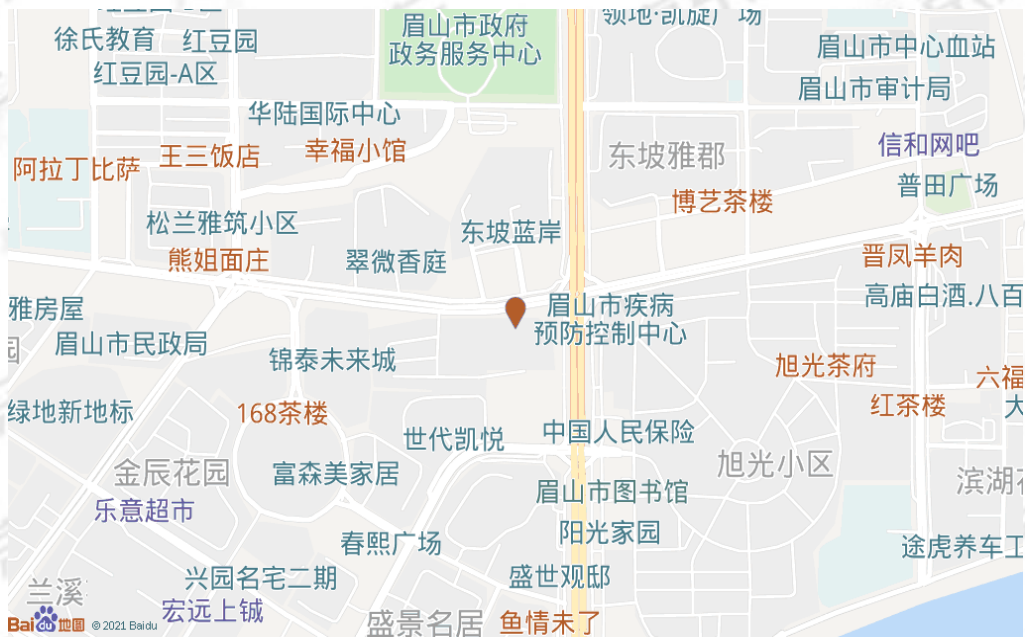 领地·凯旋广场
眉山市政府
政务服务中心
徐氏教育
红豆园
眉山市中心血站
红豆园-A区
眉山市审计局
华陆国际中心
信和网吧
王三饭店
幸福小馆
东坡雅郡
阿拉丁比萨
普田广场
博艺茶楼
松兰雅筑小区
东坡蓝岸
熊姐面庄
翠微香庭
晋凤羊肉
高庙白酒.八百
雅房屋
眉山市疾病
预防控制中心
眉山市民政局
园
锦泰未来城
旭光茶府
六福
红茶楼
大
绿地新地标
168茶楼
世代凯悦
中国人民保险
金辰花园
富森美家居
旭光小区
滨湖花
眉山市图书馆
乐意超市
阳光家园
春熙广场
途虎养车工
兴园名宅二期
盛世观邸
兰溪
宏远上钺
盛景名居
鱼情未了
Bai du 地图 © 2021 Baidu